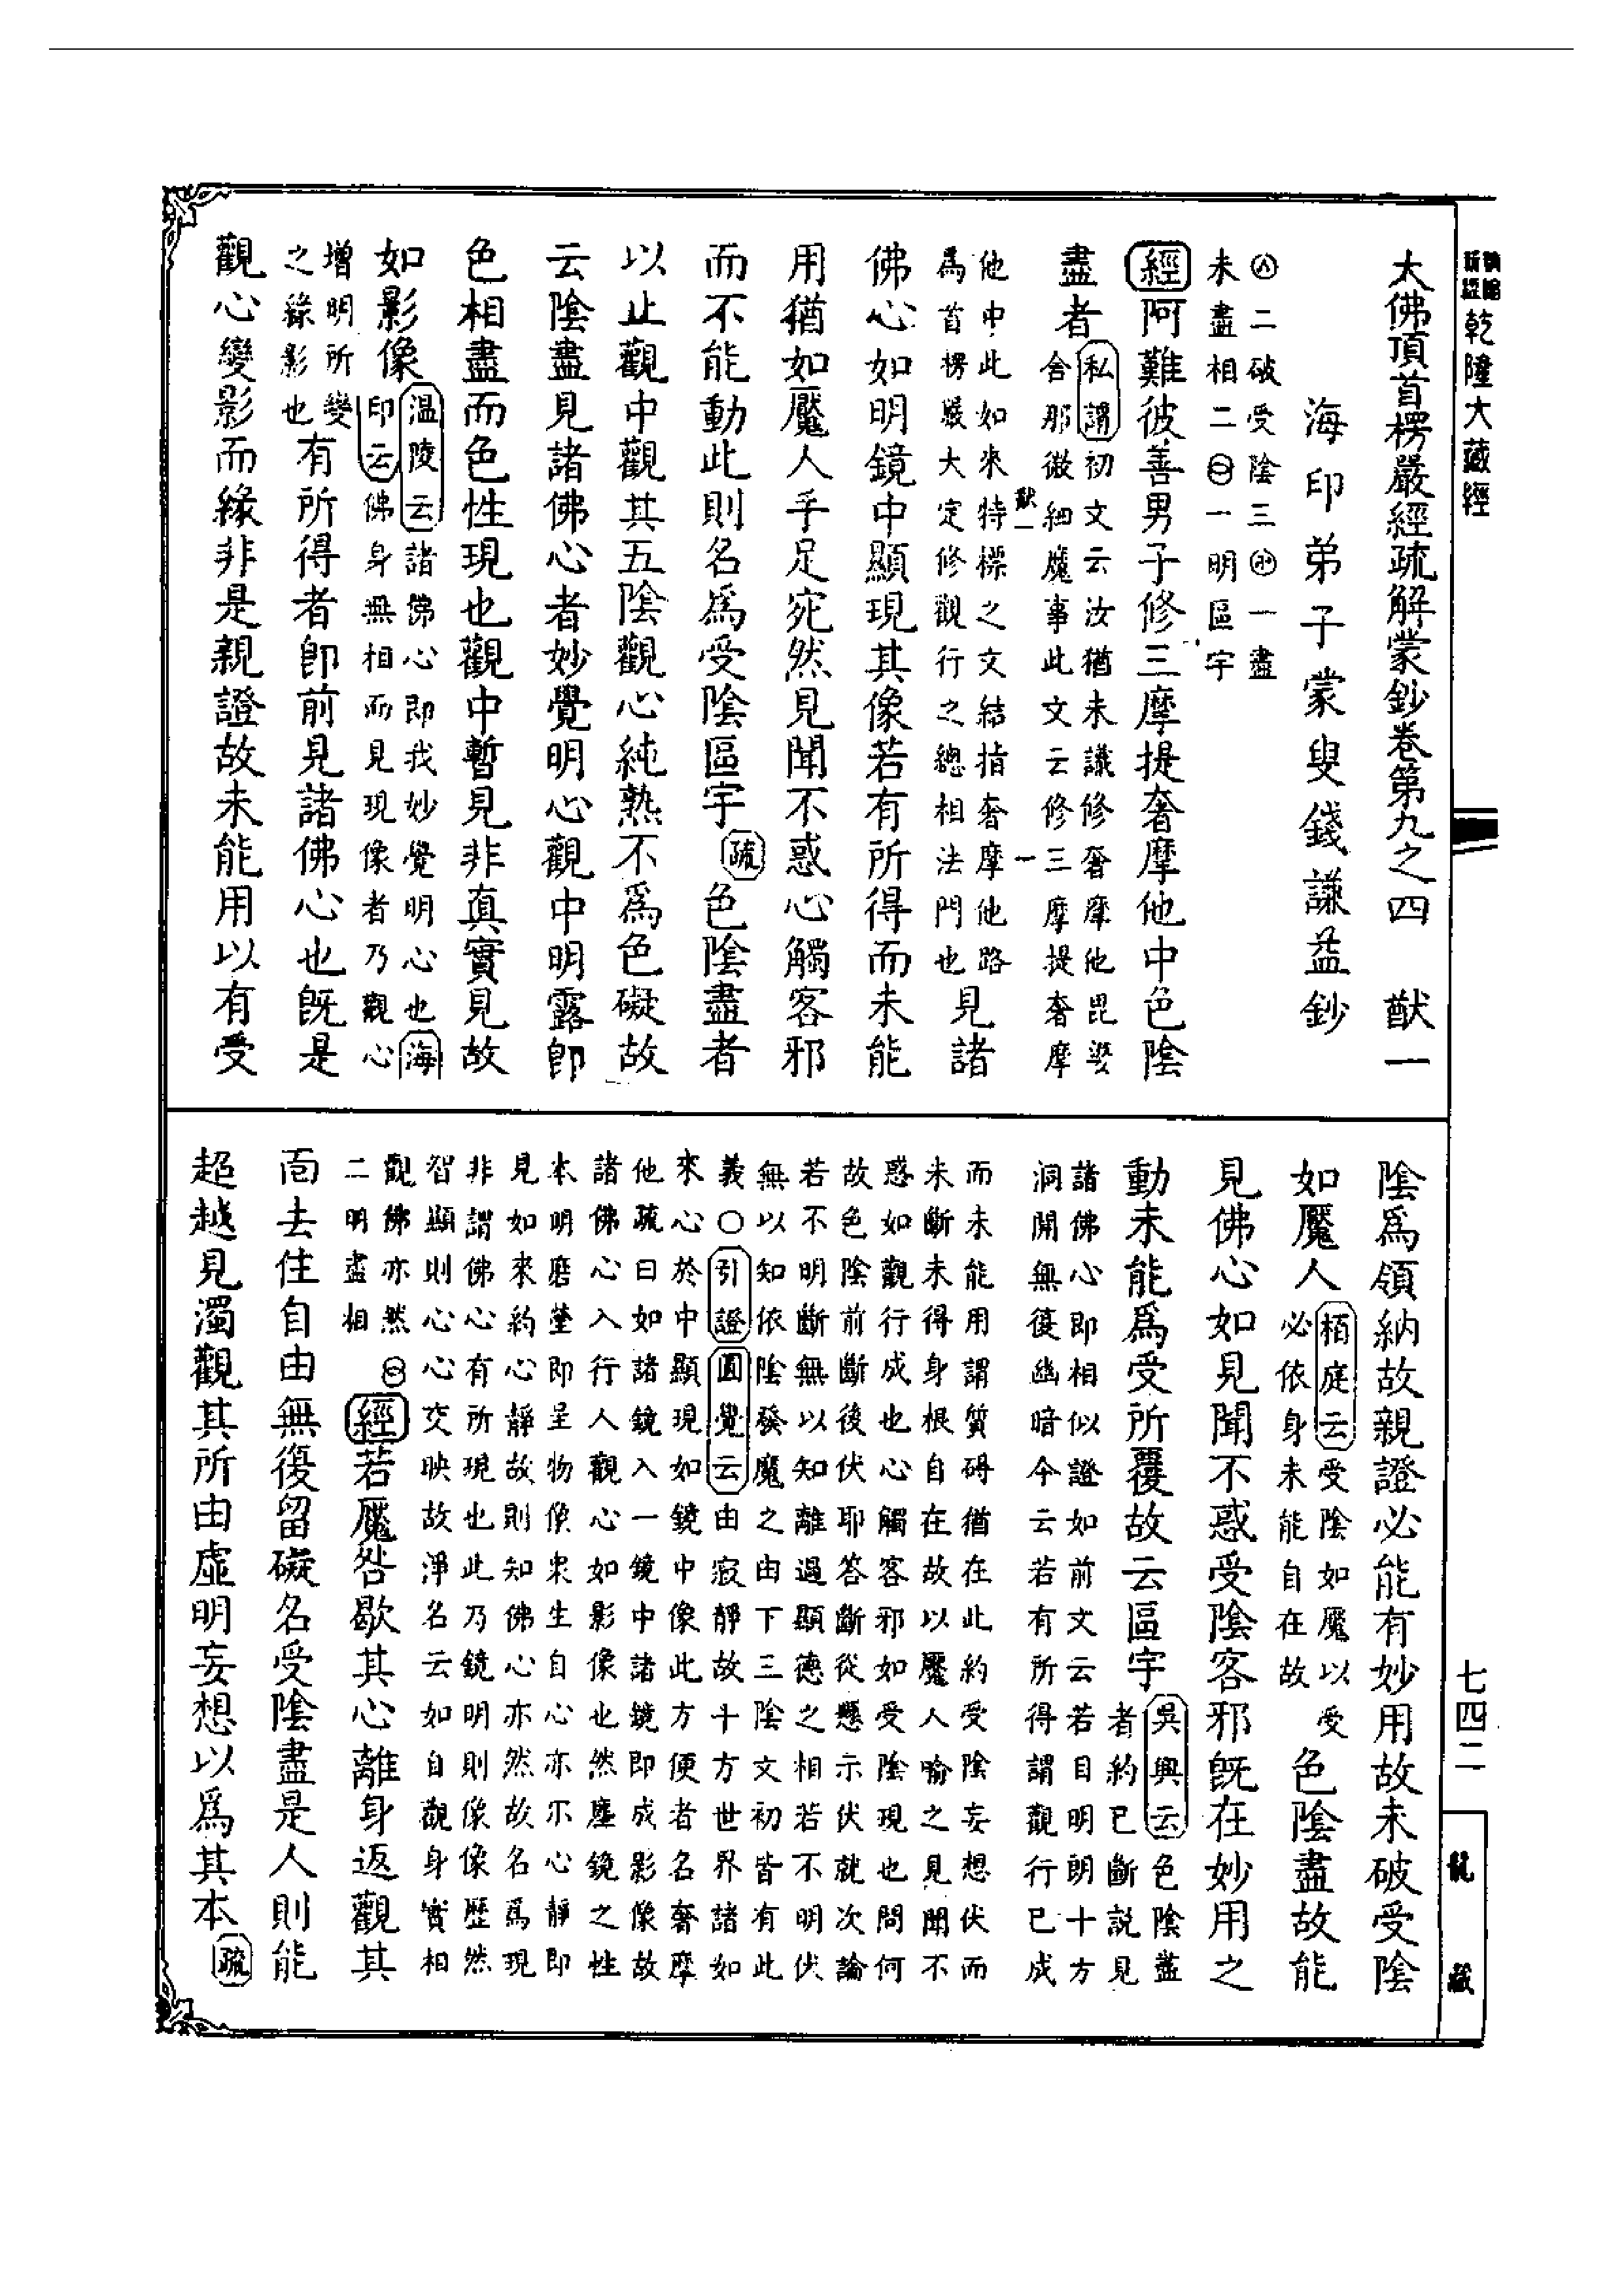 乾隆大藏經
大佛頂首楞嚴經疏解蒙鈔卷第九之四　猷一
海印弟子蒙叟錢謙益鈔
二破受陰三一盡
未盡相二㊀一明區宇
經阿難彼善男子修三摩提奢摩他中色陰
盡者
私謂初文云汝猶未識修奢摩他毘婆
舍那微細魔事此文云修三摩提奢摩
猷一
一
他中此如來特標之文結指奢摩他路
為首楞嚴大定修觀行之總相法門也
見諸
佛心如明鏡中顯現其像若有所得而未能
用猶如魘人手足宛然見聞不惑心觸客邪
而不能動此則名為受陰區宇疏色陰盡者
以止觀中觀其五陰觀心純熟不為色礙故
云陰盡見諸佛心者妙覺明心觀中明露即
色相盡而色性現也觀中暫見非真實見故
如影像
溫陵云諸佛心即我妙覺明心也海
印云佛身無相而見現像者乃觀心
增明所變
之緣影也
有所得者即前見諸佛心也既是
觀心變影而緣非是親證故未能用以有受
陰為領納故親證必能有妙用故未破受陰
如魘人
栢庭云受陰如魘以受
必依身未能自在故
色陰盡故能
見佛心如見聞不惑受陰客邪既在妙用之
動未能為受所覆故云區宇
吳興云色陰盡
者約已斷說見
諸佛心即相似證如前文云若目明朗十方
洞開無復幽暗今云若有所得謂觀行已成
而未能用謂質碍猶在此約受陰妄想伏而
未斷未得身根自在故以魘人喻之見聞不
惑如觀行成也心觸客邪如受陰現也問何
故色陰前斷後伏耶答斷從懸示伏就次論
若不明斷無以知離過顯德之相若不明伏
無以知依陰發魔之由下三陰文初皆有此
義○引證圓覺云由寂靜故十方世界諸如
來心於中顯現如鏡中像此方便者名奢摩
他疏曰如諸鏡入一鏡中諸鏡即成影像故
諸佛心入行人觀心如影像也然塵鏡之性
本明磨瑩即呈物像眾生自心亦尒心靜即
見如來約心靜故則知佛心亦然故名為現
非謂佛心有所現也此乃鏡明則像像歷然
智顯則心心交映故淨名云如自觀身實相
觀佛亦然㊀
二明盡相
經若魘咎歇其心離身返觀其
面去住自由無復留礙名受陰盡是人則能
超越見濁觀其所由虛明妄想以為其本疏
七四二
龍藏